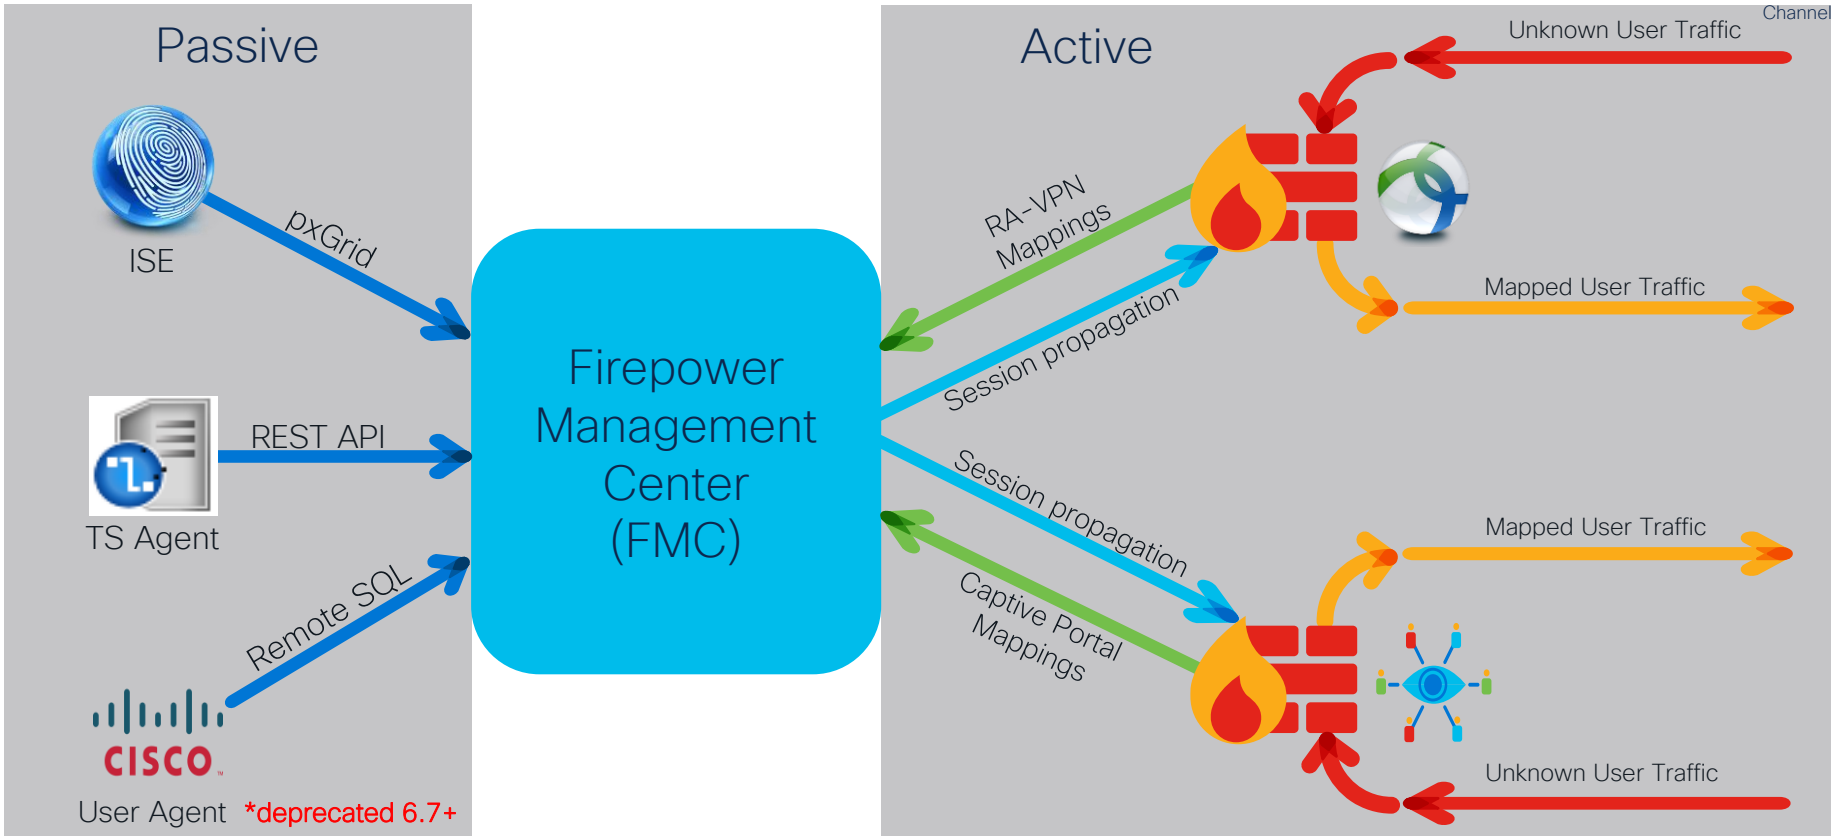 Passive
ISE
pxGrid
REST API
TS Agent
Remote SQL
CISCO
User Agent *deprecated 6.7+
Firepower
Management
Center
(FMC)
Active
Channel
Unknown User Traffic
RA-VPN
Mappings
Session propagation
Mapped User Traffic
Session propagation
Captive Portal
Mappings
Mapped User Traffic
Unknown User Traffic